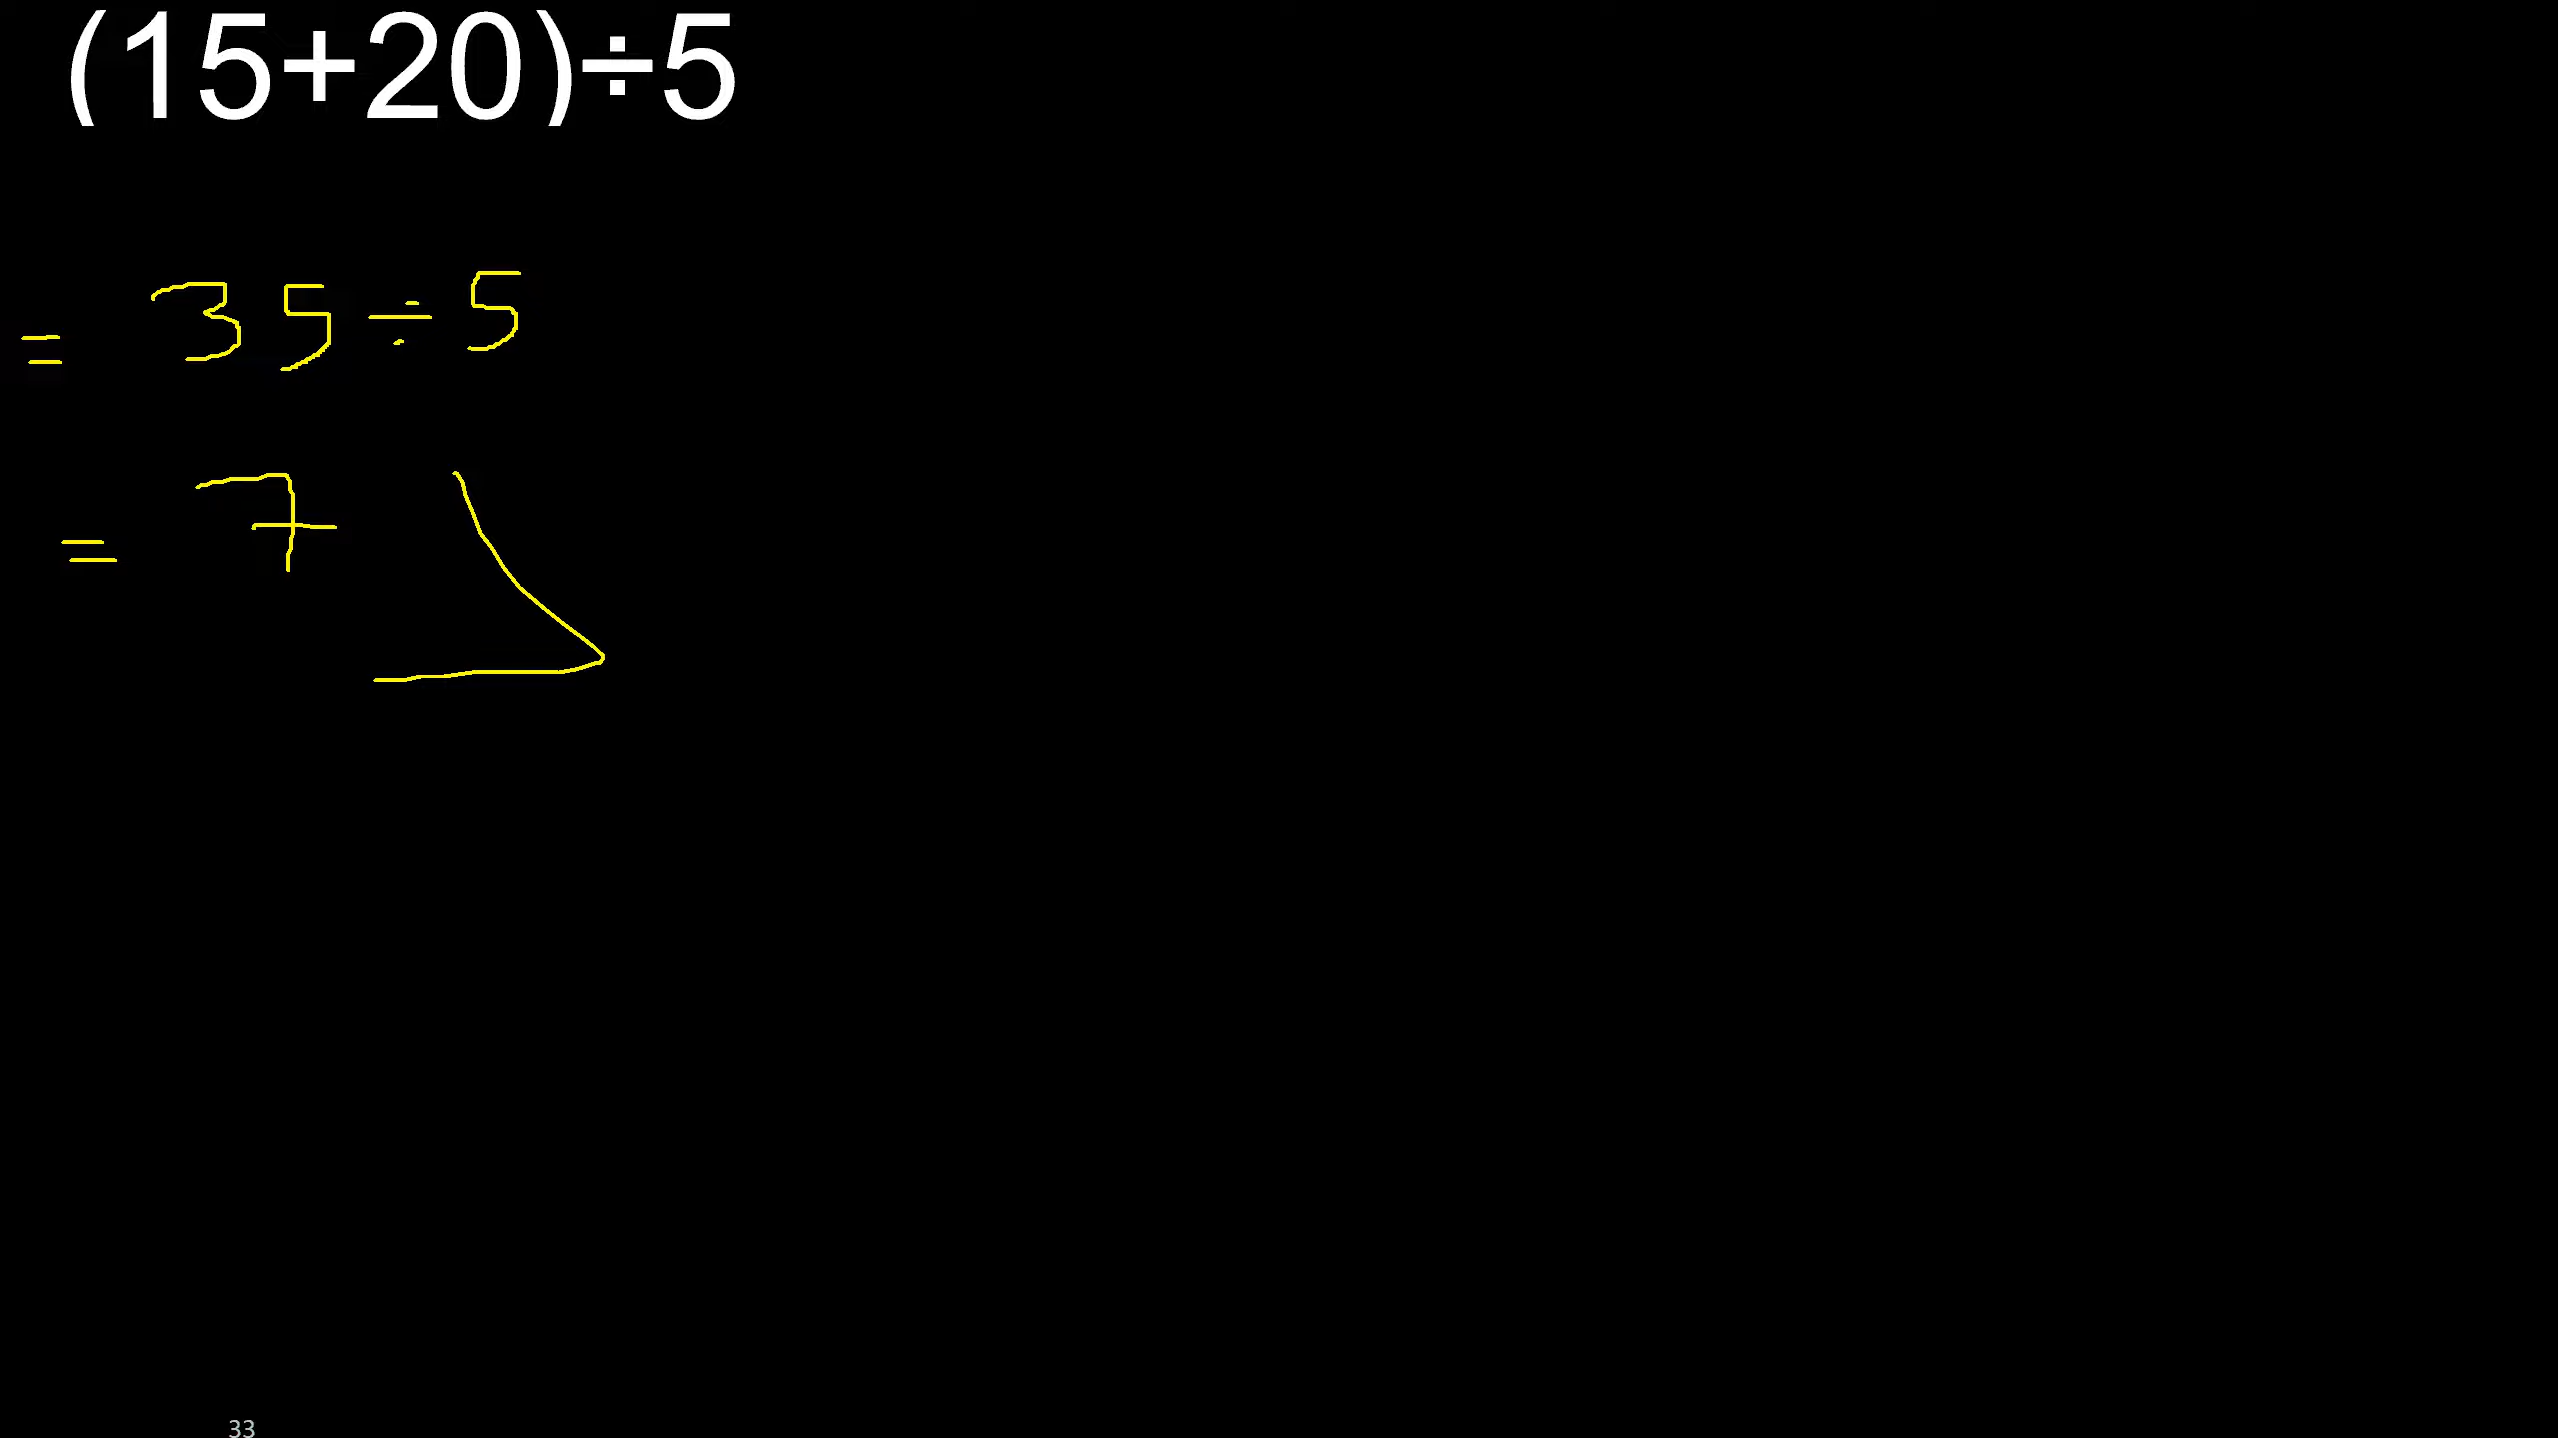 (15+20)÷5
= 35÷5
= 7
33